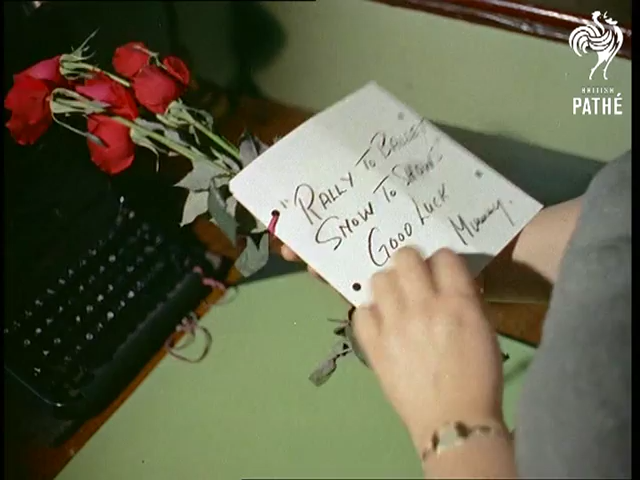 BRITISH
PATHÉ
"RALLY TO BALLET
SNOW TO SHOW"
GOOD LUCK
Mummy.